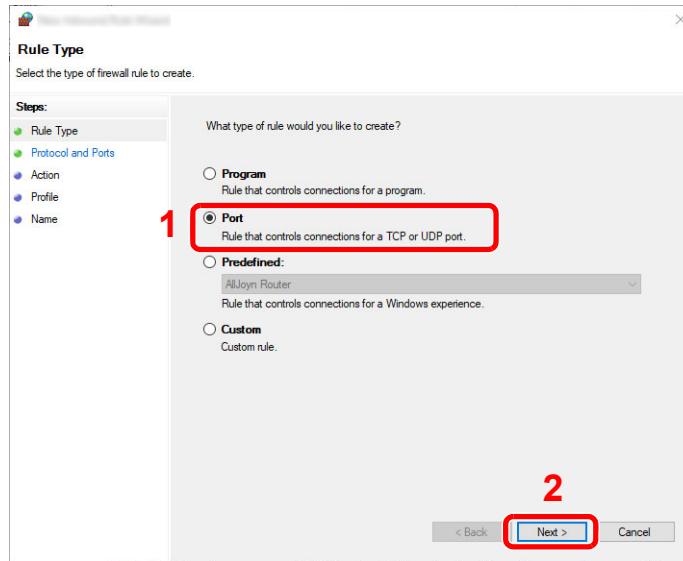 Rule Type
Select the type of firewall rule to create.
Steps:
Rule Type
Protocol and Ports
Action
Profile
Name
What type of rule would you like to create?
Program
Rule that controls connections for a program.
1
Port
Rule that controls connections for a TCP or UDP port.
Predefined:
AllJoyn Router
Rule that controls connections for a Windows experience.
Custom
Custom rule.
2
< Back
Next >
Cancel